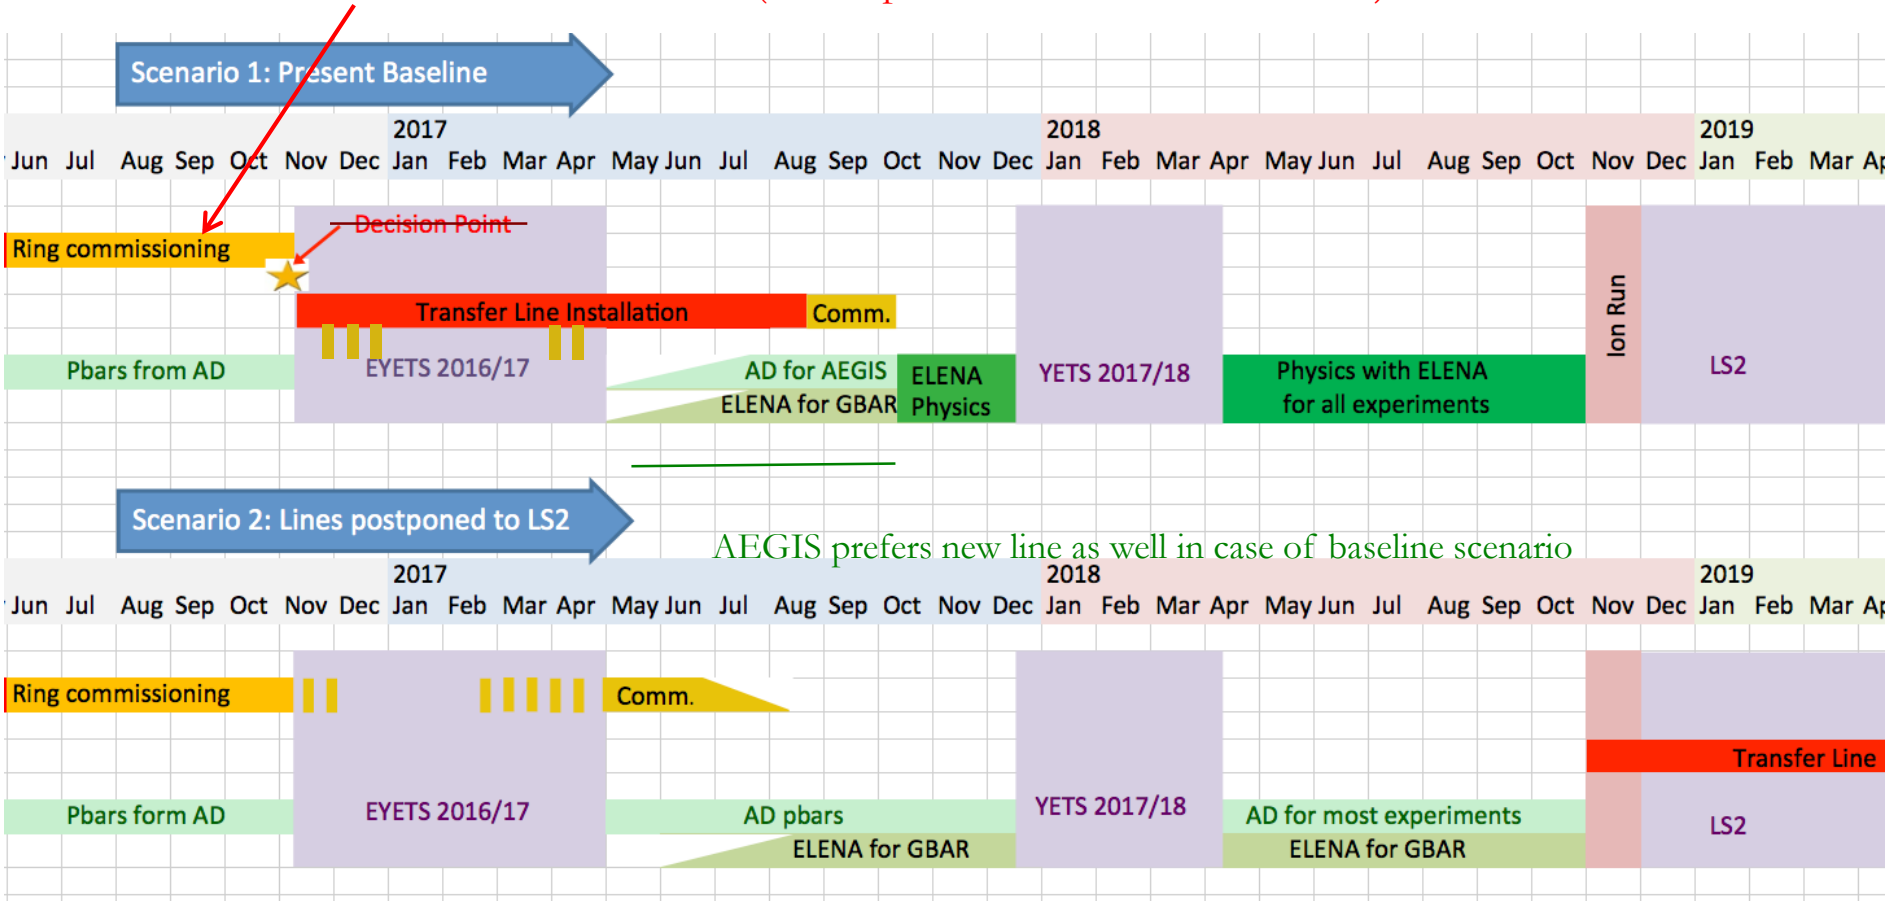 Scenario 1: Present Baseline
2017 2018 2019
Jun Jul Aug Sep Oct Nov Dec Jan Feb Mar Apr May Jun Jul Aug Sep Oct Nov Dec Jan Feb Mar Apr May Jun Jul Aug Sep Oct Nov Dec Jan Feb Mar Ap
Decision Point
Ring commissioning
Transfer Line Installation Comm.
Ion Run
Pbars from AD EYETS 2016/17 AD for AEGIS ELENA YETS 2017/18 Physics with ELENA LS2
ELENA for GBAR Physics for all experiments
Scenario 2: Lines postponed to LS2
AEGIS prefers new line as well in case of baseline scenario
2017 2018 2019
Jun Jul Aug Sep Oct Nov Dec Jan Feb Mar Apr May Jun Jul Aug Sep Oct Nov Dec Jan Feb Mar Apr May Jun Jul Aug Sep Oct Nov Dec Jan Feb Mar Ap
Ring commissioning Comm.
Transfer Line
Pbars form AD EYETS 2016/17 AD pbars YETS 2017/18 AD for most experiments LS2
ELENA for GBAR ELENA for GBAR